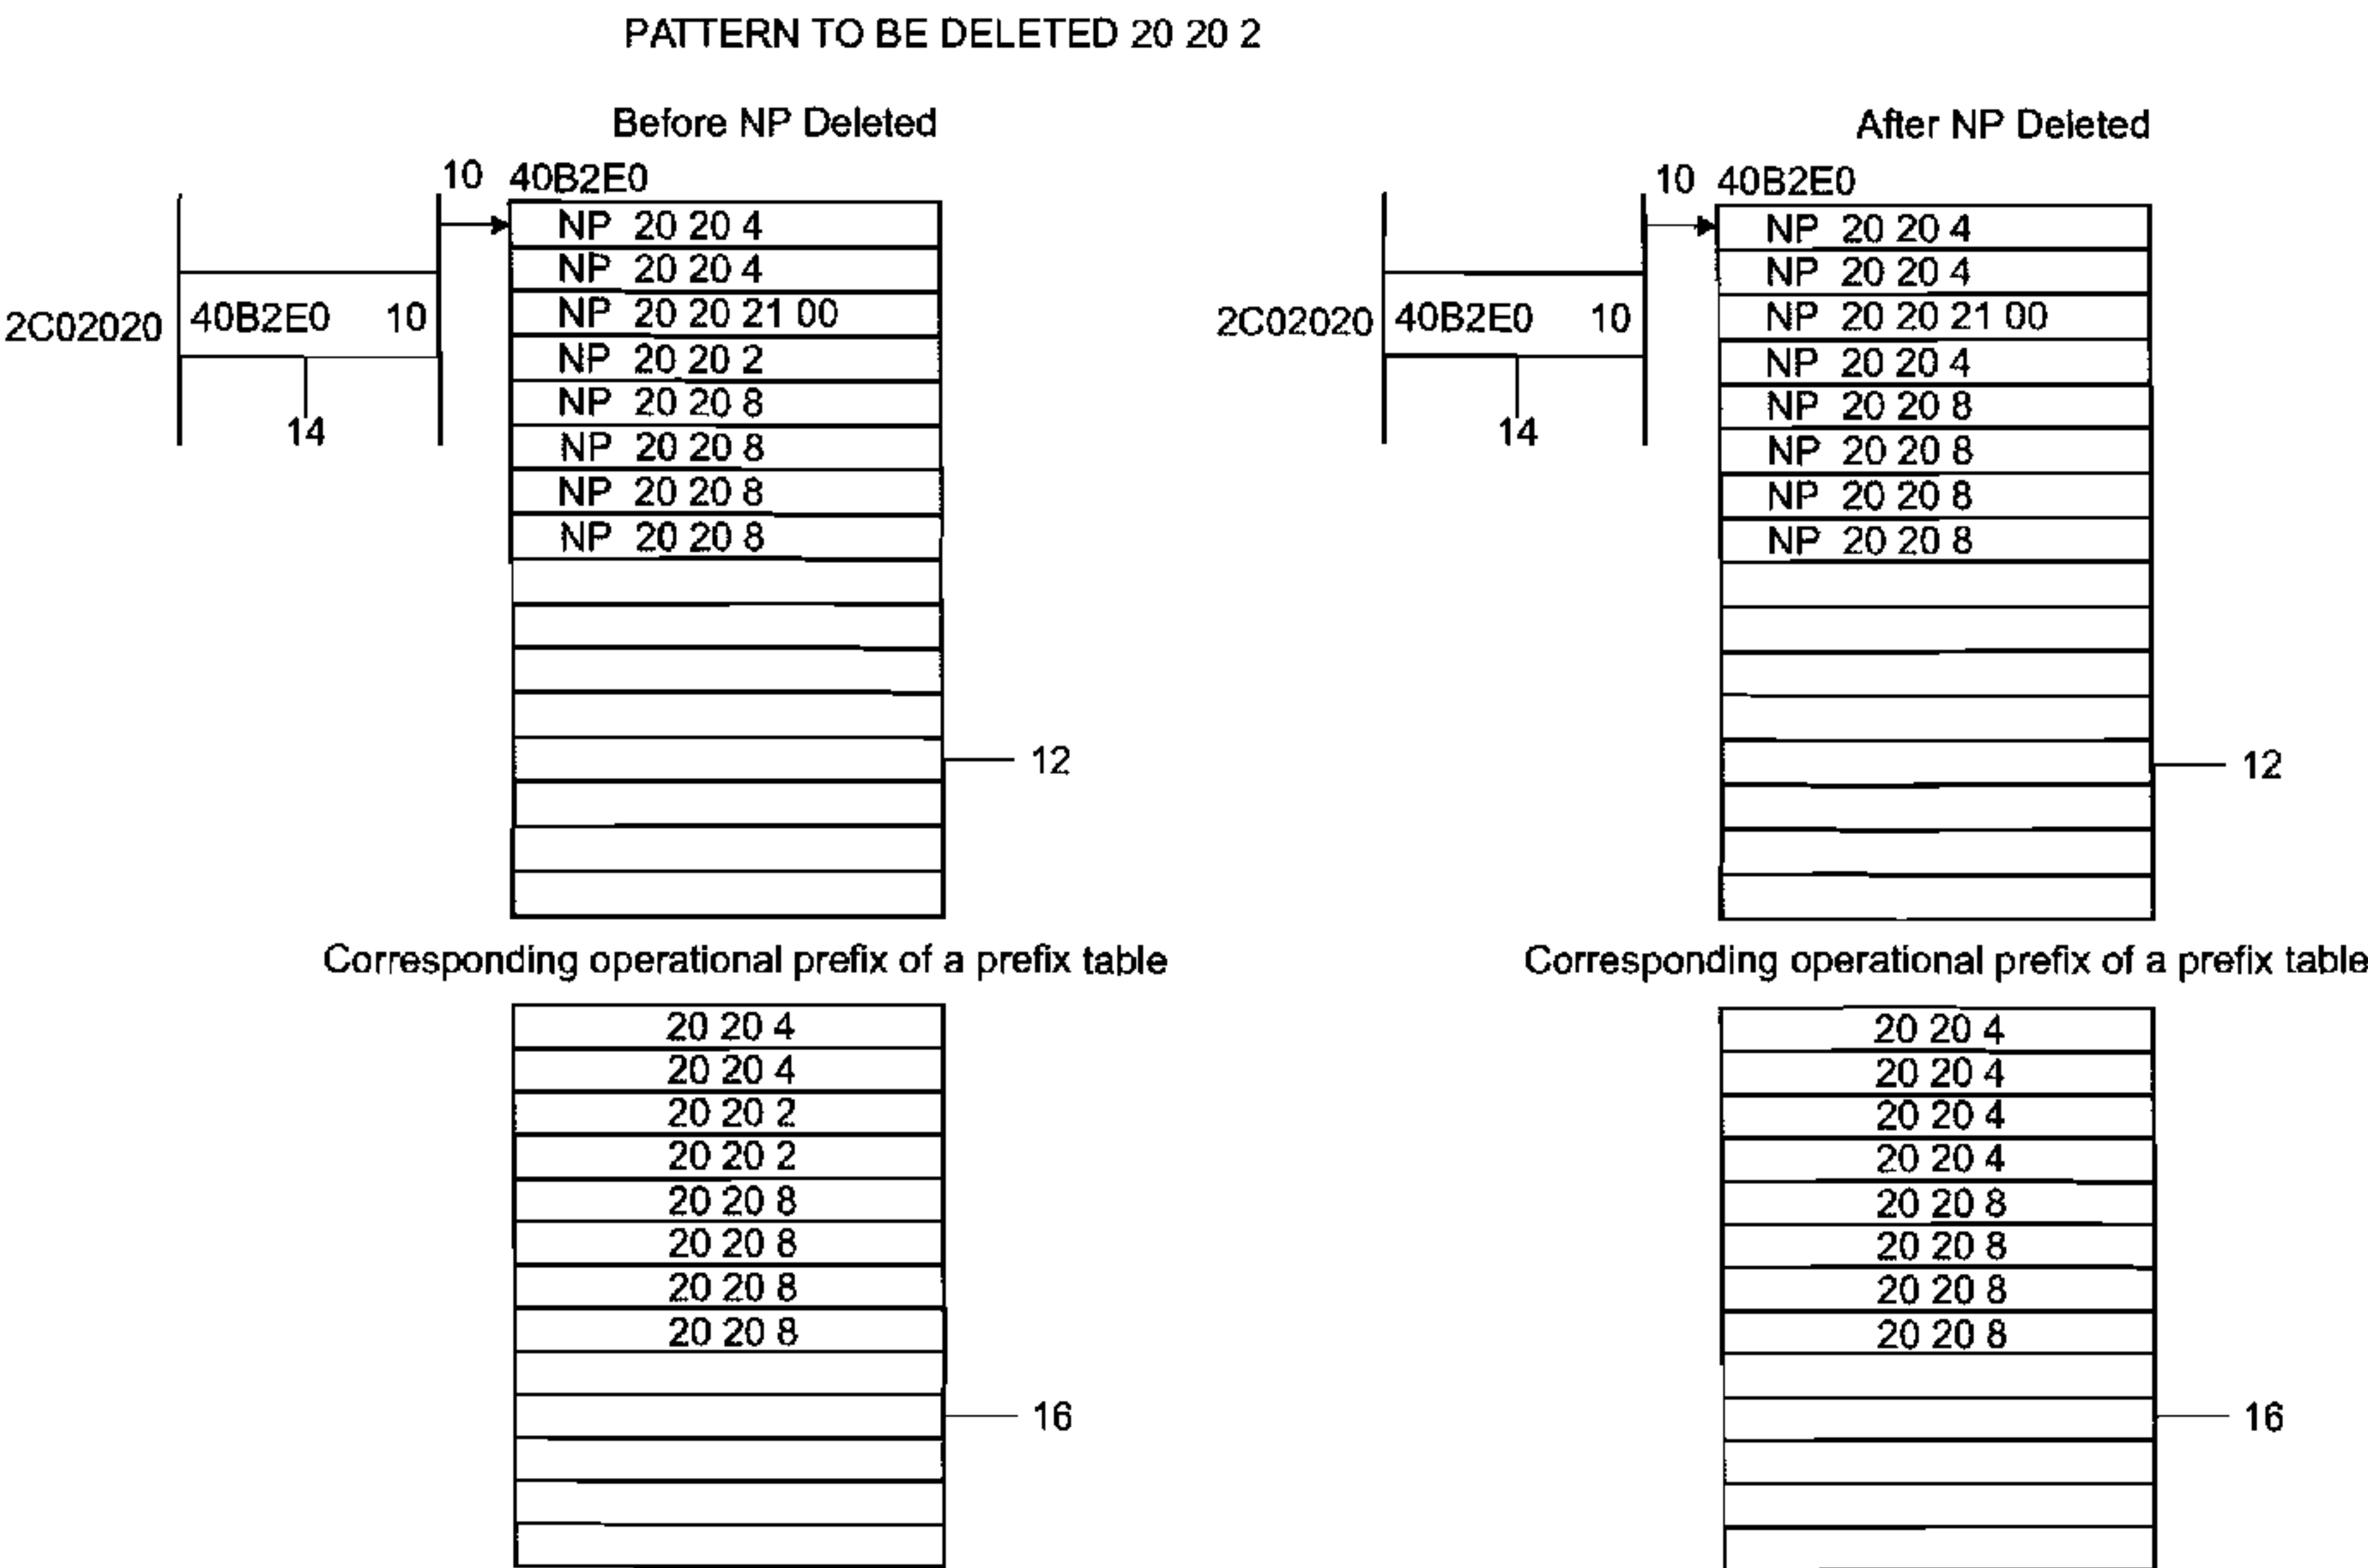 PATTERN TO BE DELETED 20 20 2
Before NP Deleted
10 40B2E0
NP 20 20 4
NP 20 20 4
NP 20 20 21 00
NP 20 20 2
NP 20 20 8
NP 20 20 8
NP 20 20 8
NP 20 20 8
2C02020
40B2E0 10
14
12
Corresponding operational prefix of a prefix table
20 20 4
20 20 4
20 20 2
20 20 2
20 20 8
20 20 8
20 20 8
20 20 8
16
After NP Deleted
10 40B2E0
NP 20 20 4
NP 20 20 4
NP 20 20 21 00
NP 20 20 4
NP 20 20 8
NP 20 20 8
NP 20 20 8
NP 20 20 8
2C02020
40B2E0 10
14
12
Corresponding operational prefix of a prefix table
20 20 4
20 20 4
20 20 4
20 20 4
20 20 8
20 20 8
20 20 8
20 20 8
16